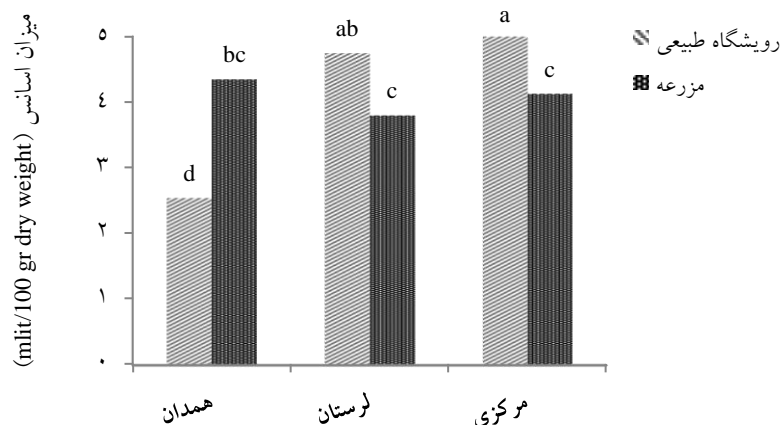 میزان اسانس
(mlit/100 gr dry weight)
۵
۴
۳
۲
۱
۰
d
bc
ab
c
a
c
همدان
لرستان
مرکزی
رویشگاه طبیعی
مزرعه